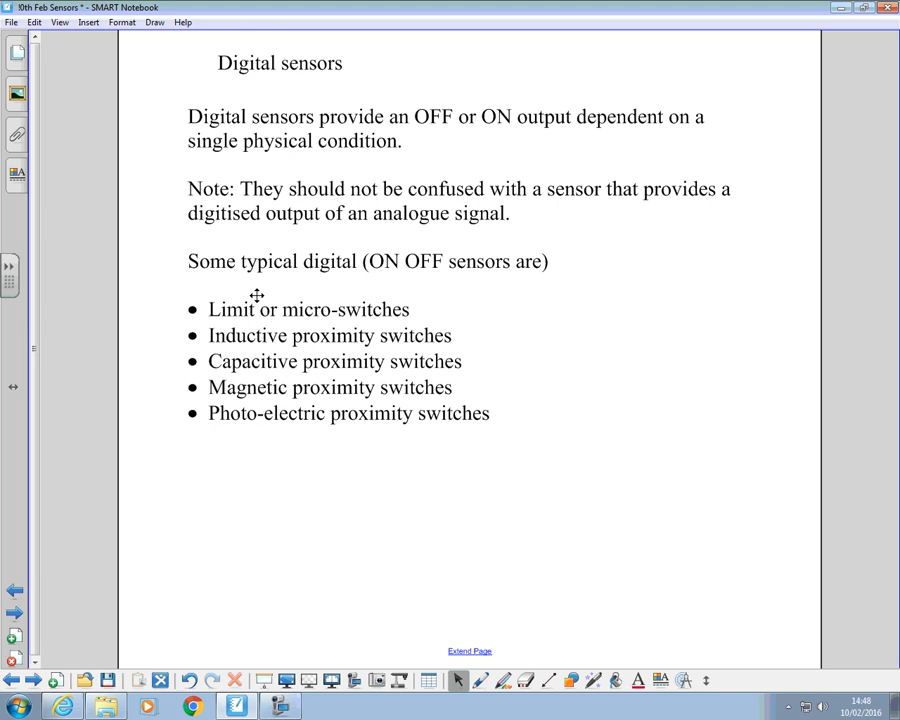 !0th Feb Sensors * - SMART Notebook
File Edit View Insert Format Draw Help
Digital sensors
Digital sensors provide an OFF or ON output dependent on a
single physical condition.
Note: They should not be confused with a sensor that provides a
digitised output of an analogue signal.
Some typical digital (ON OFF sensors are)
• Limit or micro-switches
• Inductive proximity switches
• Capacitive proximity switches
• Magnetic proximity switches
• Photo-electric proximity switches
Extend Page
14:48
10/02/2016